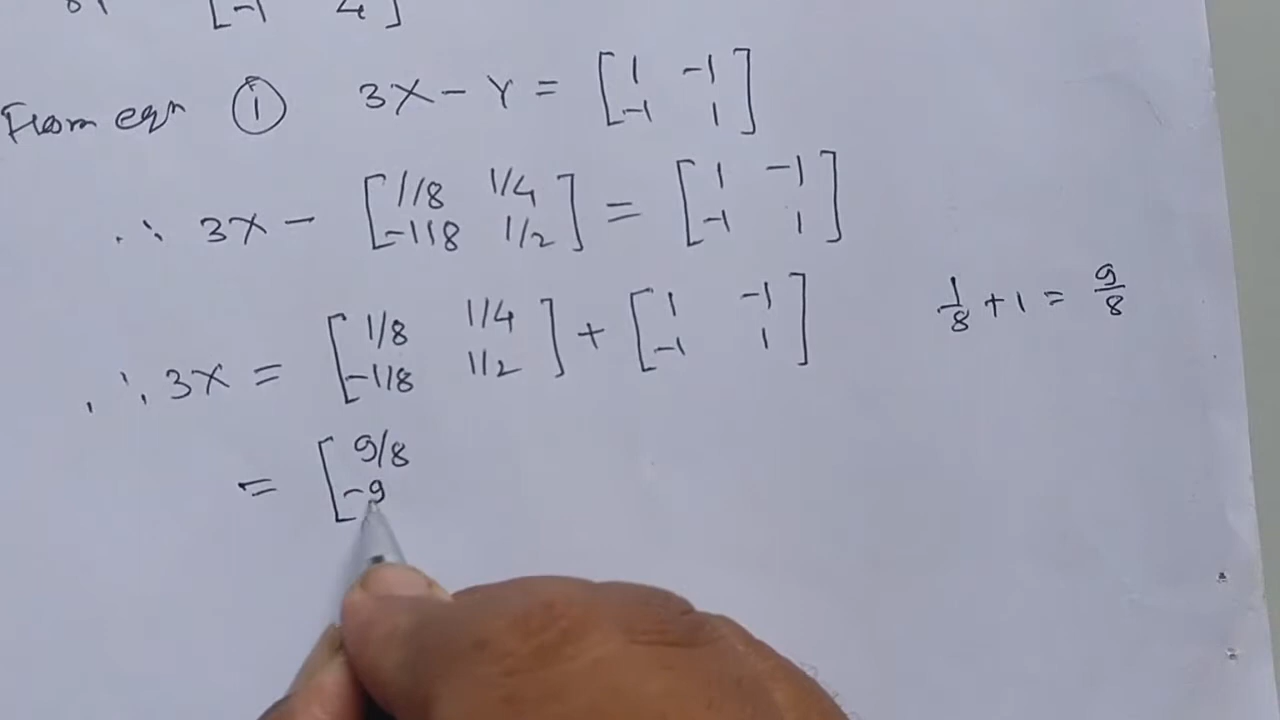 [-1 4]
From eqn ① 3X - Y = [1 -1
-1 1]
∴ 3X - [1/8 1/4
-1/8 1/2] = [1 -1
-1 1]
∴ 3X = [1/8 1/4
-1/8 1/2] + [1 -1
-1 1]
1/8 + 1 = 9/8
= [9/8
-9